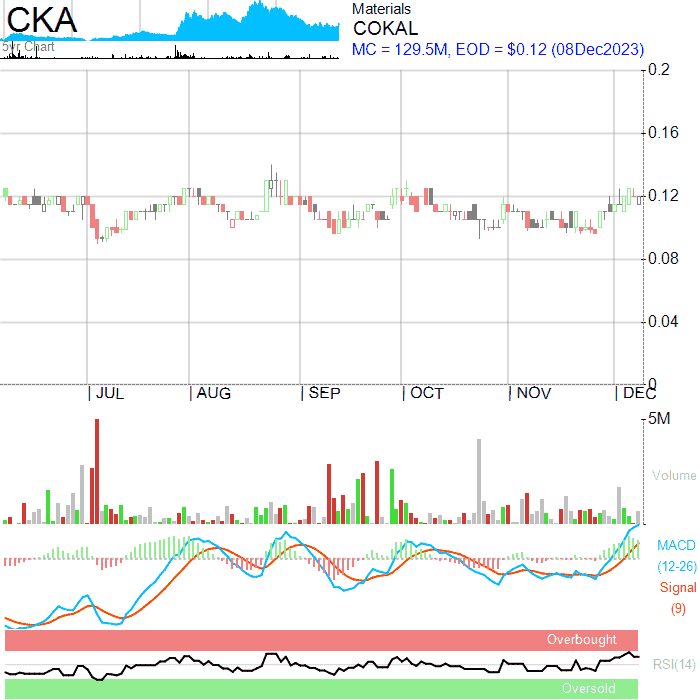 CKA
5yr Chart
Materials
COKAL
MC = 129.5M, EOD = $0.12 (08Dec2023)
0.2
0.16
0.12
0.08
0.04
0
JUL AUG SEP OCT NOV DEC
5M
Volume
MACD
(12-26)
Signal
(9)
Overbought
RSI(14)
Oversold